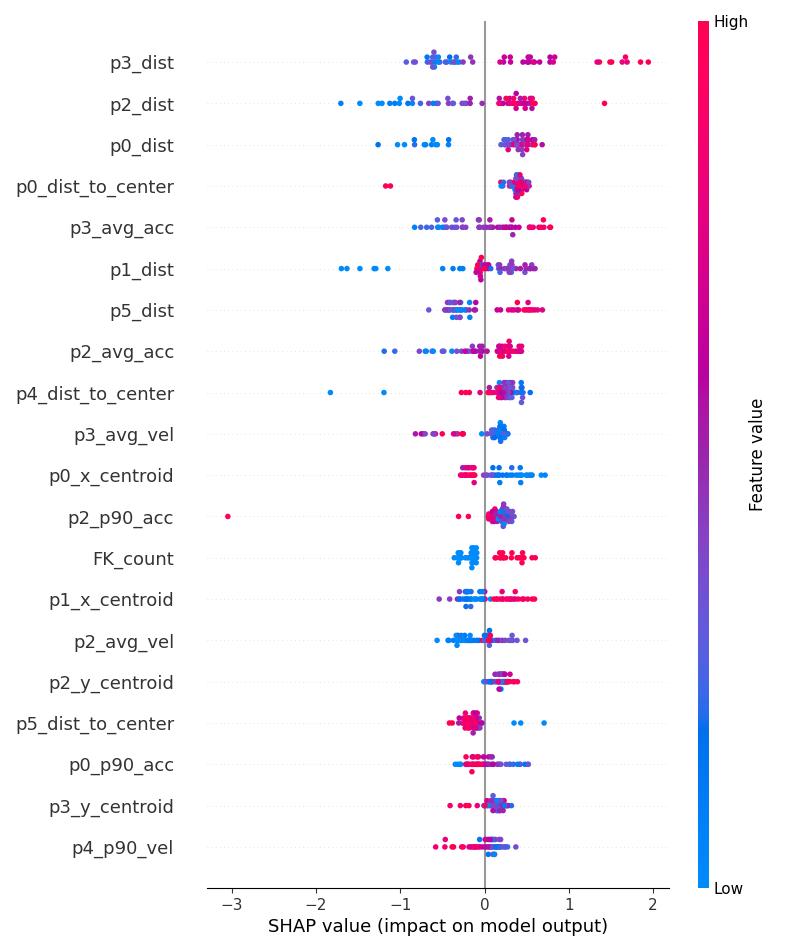 High
p3_dist
p2_dist
p0_dist
p0_dist_to_center
p3_avg_acc
p1_dist
p5_dist
p2_avg_acc
p4_dist_to_center
p3_avg_vel
p0_x_centroid
p2_p90_acc
FK_count
p1_x_centroid
p2_avg_vel
p2_y_centroid
p5_dist_to_center
p0_p90_acc
p3_y_centroid
p4_p90_vel
Feature value
Low
−3 −2 −1 0 1 2
SHAP value (impact on model output)